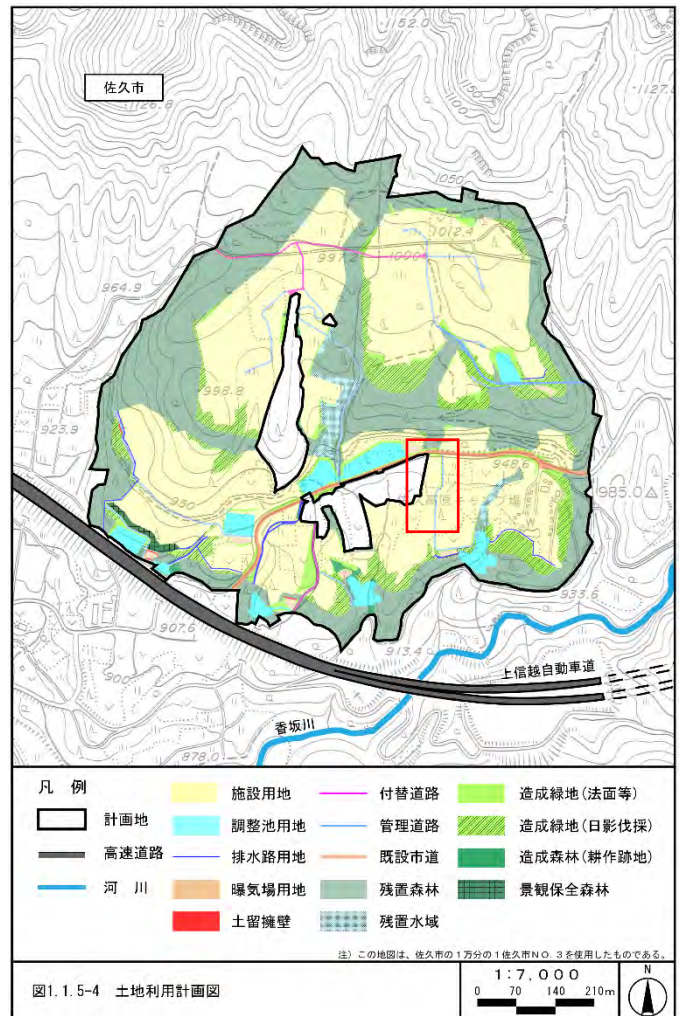 1152.0
佐久市
1126.8
1050
1012.4
997.2
1000
964.9
998.8
923.9
950
948.6
985.0
933.6
907.6
900
913.4
上信越自動車道
香坂川
878.0
凡 例
計画地
高速道路
河 川
施設用地
調整池用地
排水路用地
曝気場用地
土留擁壁
付替道路
管理道路
既設市道
残置森林
残置水域
造成緑地(法面等)
造成緑地(日影伐採)
造成森林(耕作跡地)
景観保全森林
注）この地図は、佐久市の1万分の1佐久市NO.3を使用したものである。
図1.1.5-4 土地利用計画図
1:7,000
0 70 140 210m
N